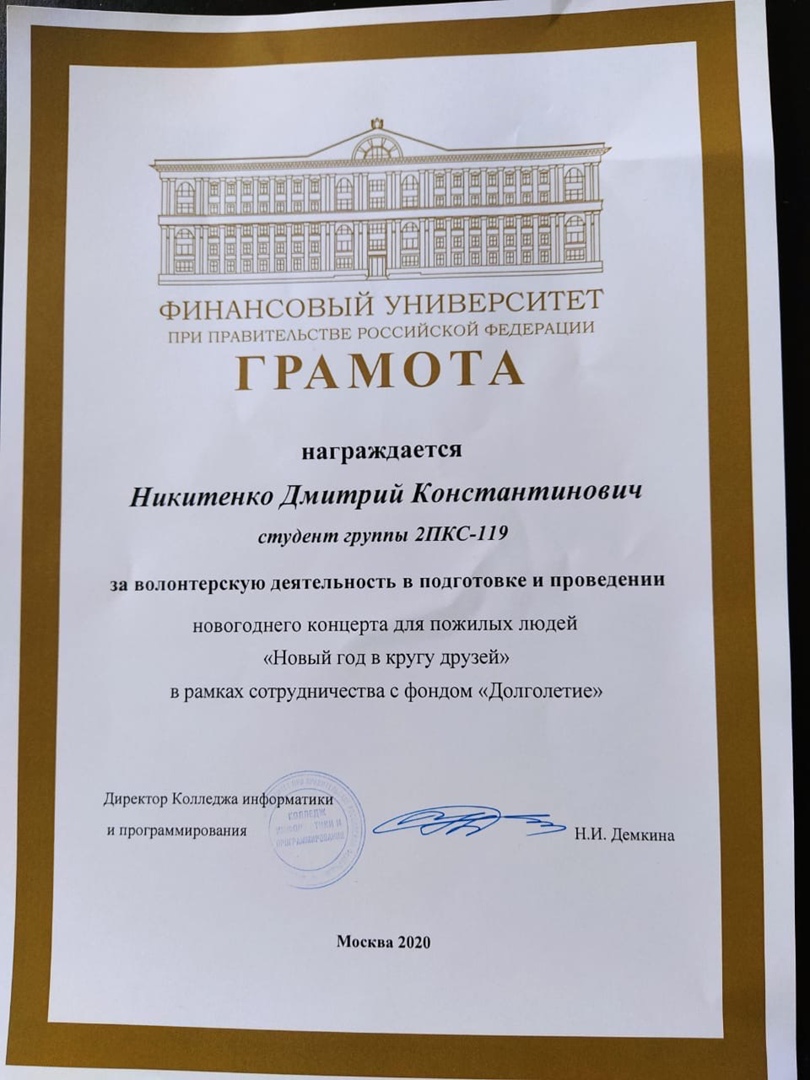 ФИНАНСОВЫЙ УНИВЕРСИТЕТ
ПРИ ПРАВИТЕЛЬСТВЕ РОССИЙСКОЙ ФЕДЕРАЦИИ
ГРАМОТА
награждается
Никитенко Дмитрий Константинович
студент группы 2ПКС-119
за волонтерскую деятельность в подготовке и проведении
новогоднего концерта для пожилых людей
«Новый год в кругу друзей»
в рамках сотрудничества с фондом «Долголетие»
Директор Колледжа информатики
и программирования
КОЛЛЕДЖ
ПРОГРАММИРОВАНИЯ
Н.И. Демкина
Москва 2020